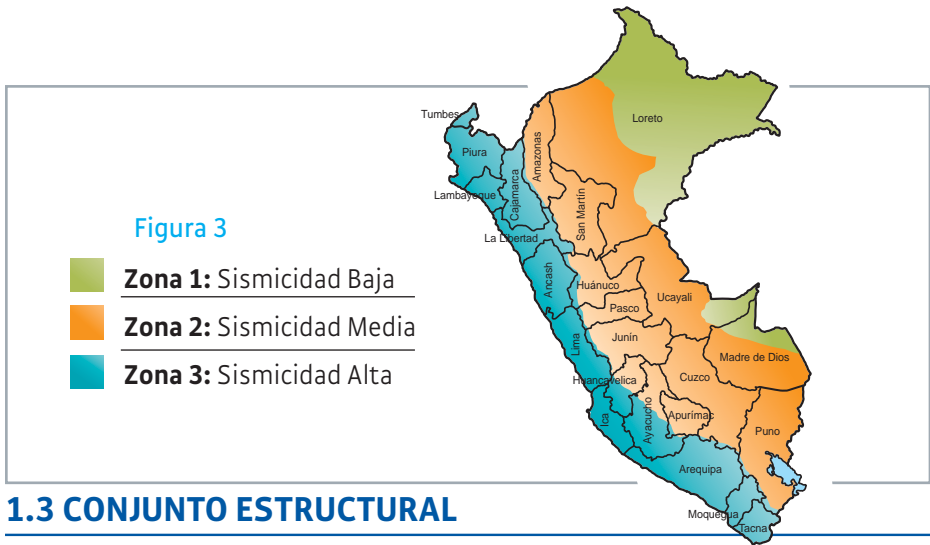 Figura 3
Zona 1: Sismicidad Baja
Zona 2: Sismicidad Media
Zona 3: Sismicidad Alta
Tumbes
Piura
Lambayeque
Cajamarca
Amazonas
Loreto
San Martín
La Libertad
Ancash
Huánuco
Ucayali
Pasco
Lima
Junín
Madre de Dios
Huancavelica
Cuzco
Ica
Ayacucho
Apurímac
Puno
Arequipa
Moquegua
Tacna
1.3 CONJUNTO ESTRUCTURAL